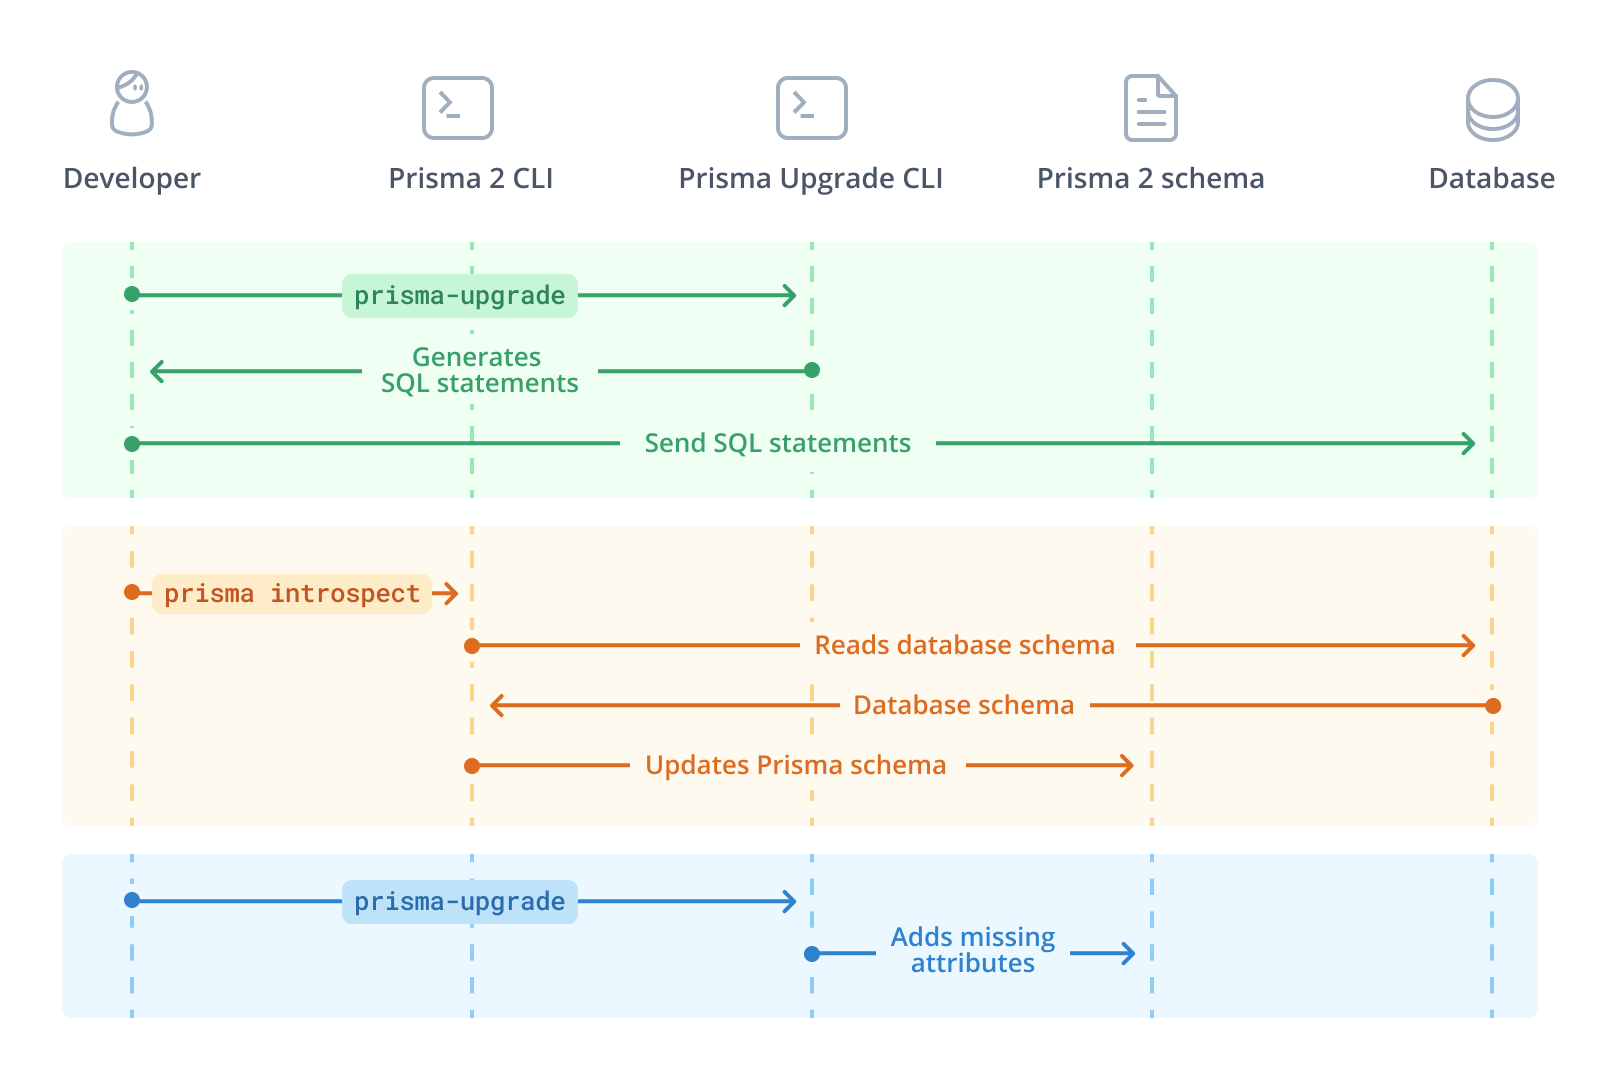 Developer
Prisma 2 CLI
Prisma Upgrade CLI
Prisma 2 schema
Database
prisma-upgrade
Generates
SQL statements
Send SQL statements
prisma introspect
Reads database schema
Database schema
Updates Prisma schema
prisma-upgrade
Adds missing
attributes